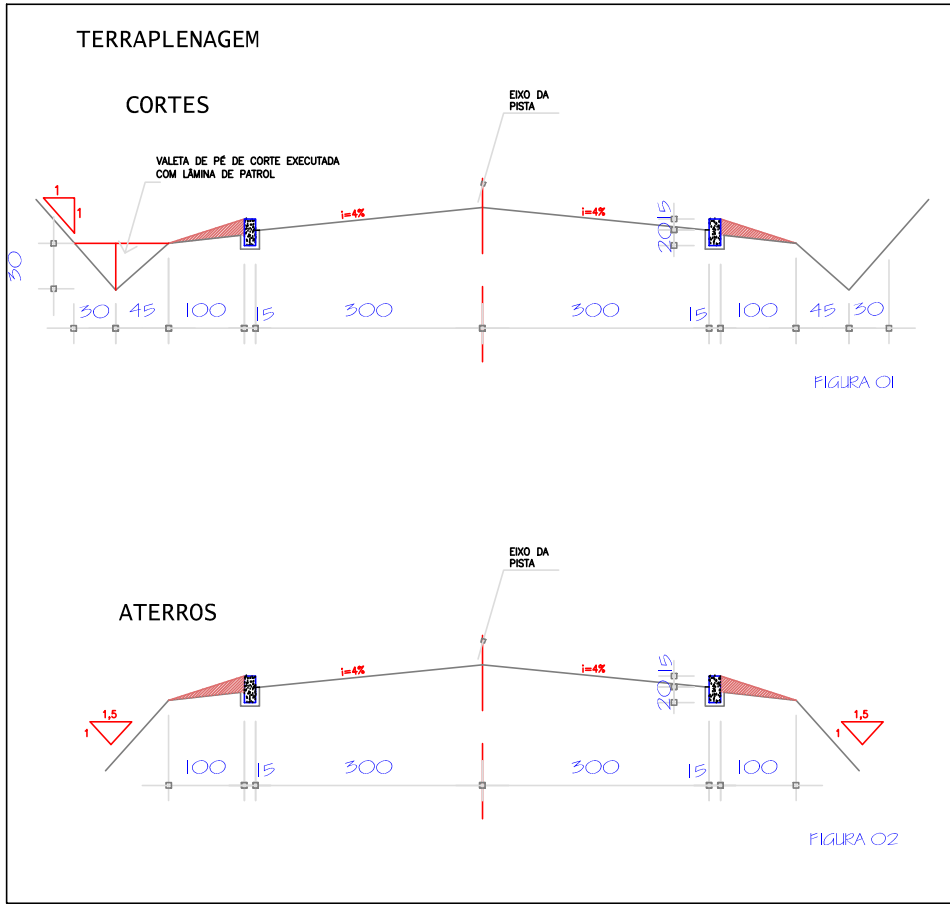 TERRAPLENAGEM
CORTES
EIXO DA
PISTA
VALETA DE PÉ DE CORTE EXECUTADA
COM LÂMINA DE PATROL
1
1
i=4%
i=4%
15
20
30
30
45
100
15
300
300
15
100
45
30
FIGURA 01
EIXO DA
PISTA
ATERROS
i=4%
i=4%
15
20
1,5
1
1,5
1
100
15
300
300
15
100
FIGURA 02